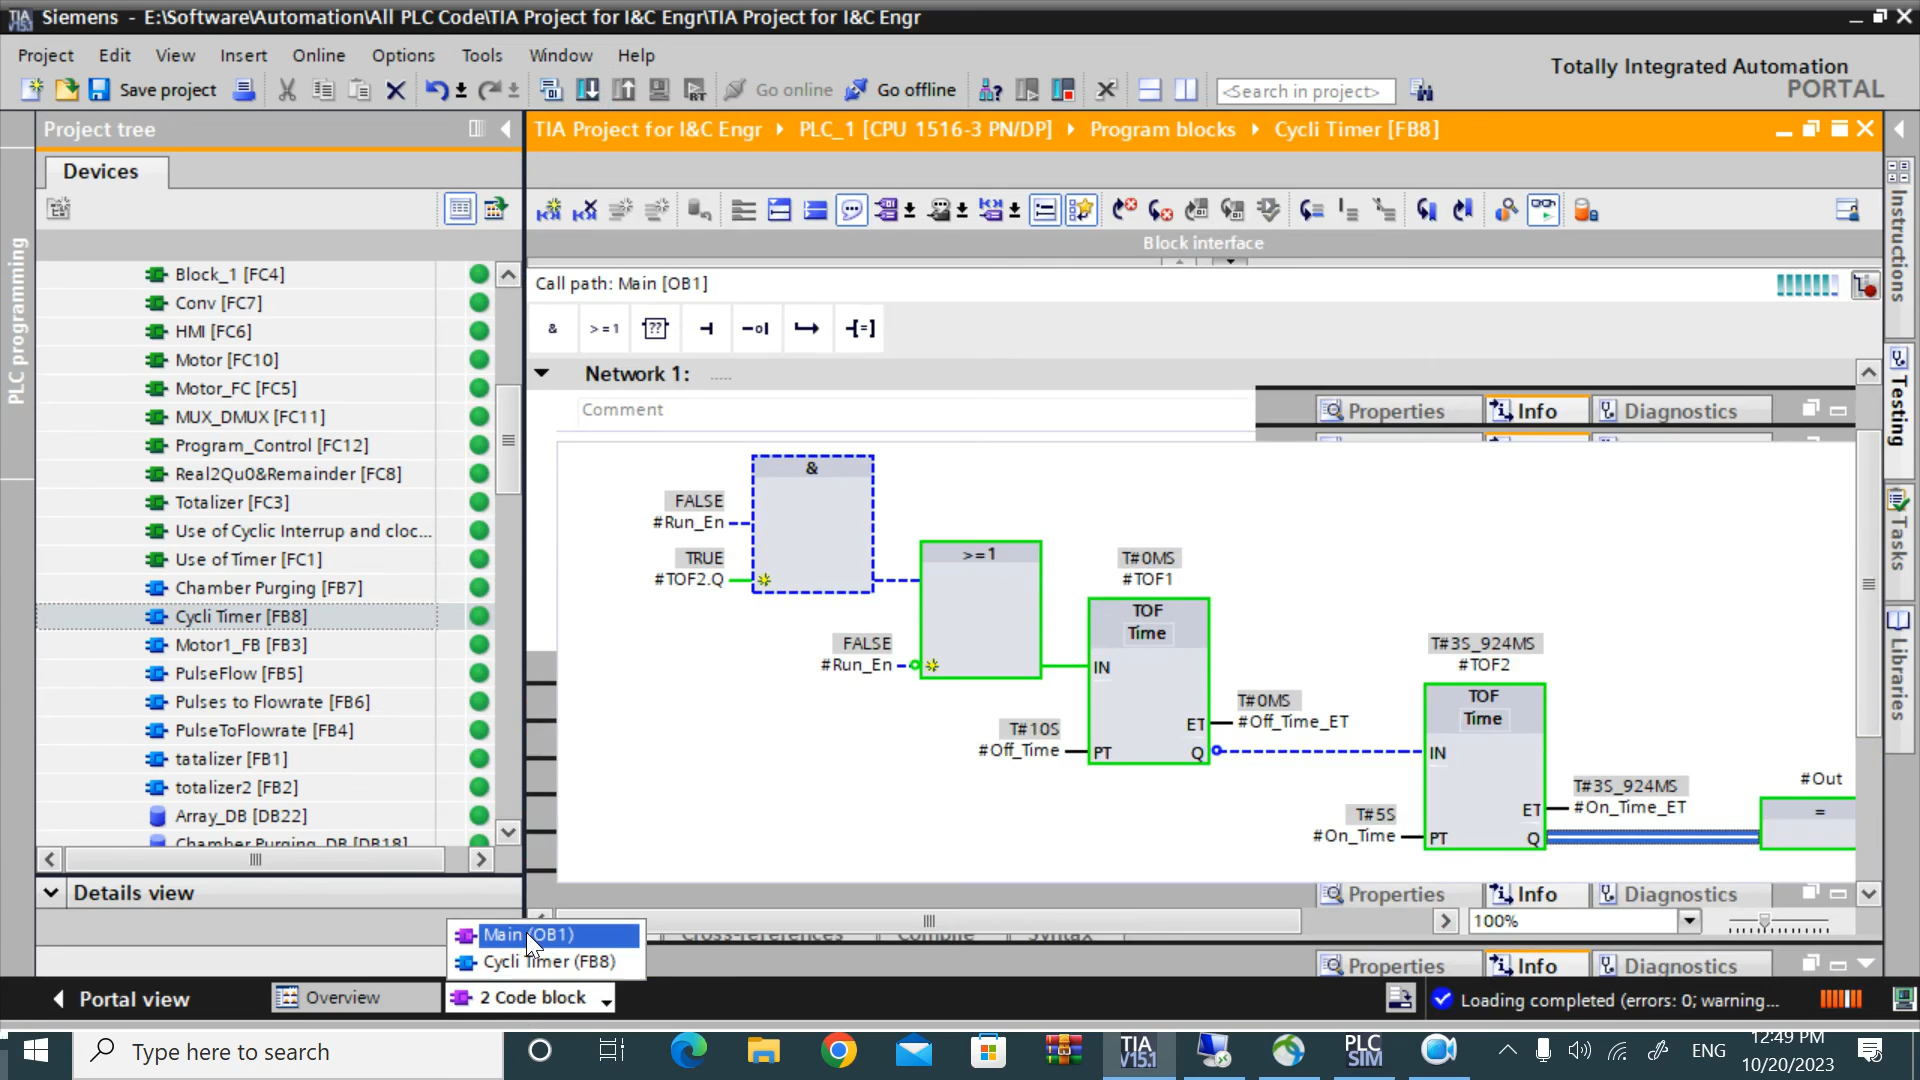 Siemens - E:\Software\Automation\All PLC Code\TIA Project for I&C Engr\TIA Project for I&C Engr
Project Edit View Insert Online Options Tools Window Help
Totally Integrated Automation
PORTAL
Save project
Go online
Go offline
<Search in project>
Project tree
TIA Project for I&C Engr
PLC_1 [CPU 1516-3 PN/DP]
Program blocks
Cycli Timer [FB8]
Devices
PLC programming
Instructions
Testing
Tasks
Libraries
Block interface
Call path: Main [OB1]
& >=1 ??
Network 1: .....
Comment
Block_1 [FC4]
Conv [FC7]
HMI [FC6]
Motor [FC10]
Motor_FC [FC5]
MUX_DMUX [FC11]
Program_Control [FC12]
Real2Qu0&Remainder [FC8]
Totalizer [FC3]
Use of Cyclic Interrup and cloc...
Use of Timer [FC1]
Chamber Purging [FB7]
Cycli Timer [FB8]
Motor1_FB [FB3]
PulseFlow [FB5]
Pulses to Flowrate [FB6]
PulseToFlowrate [FB4]
tatalizer [FB1]
totalizer2 [FB2]
Array_DB [DB22]
Chamber Purging_DB [DB18]
Properties Info Diagnostics
&
FALSE
#Run_En
TRUE
#TOF2.Q
>=1
FALSE
#Run_En
T#0MS
#TOF1
TOF
Time
IN
T#10S
#Off_Time
PT
ET
Q
T#0MS
#Off_Time_ET
T#3S_924MS
#TOF2
TOF
Time
IN
T#5S
#On_Time
PT
ET
Q
T#3S_924MS
#On_Time_ET
#Out
=
Properties Info Diagnostics
100%
Details view
Main (OB1)
Cycli Timer (FB8)
Cross-references Compile Syntax
Properties Info Diagnostics
Portal view
Overview
2 Code block
Loading completed (errors: 0; warning...
Type here to search
TIA
V15.1
PLC
SIM
ENG
12:49 PM
10/20/2023